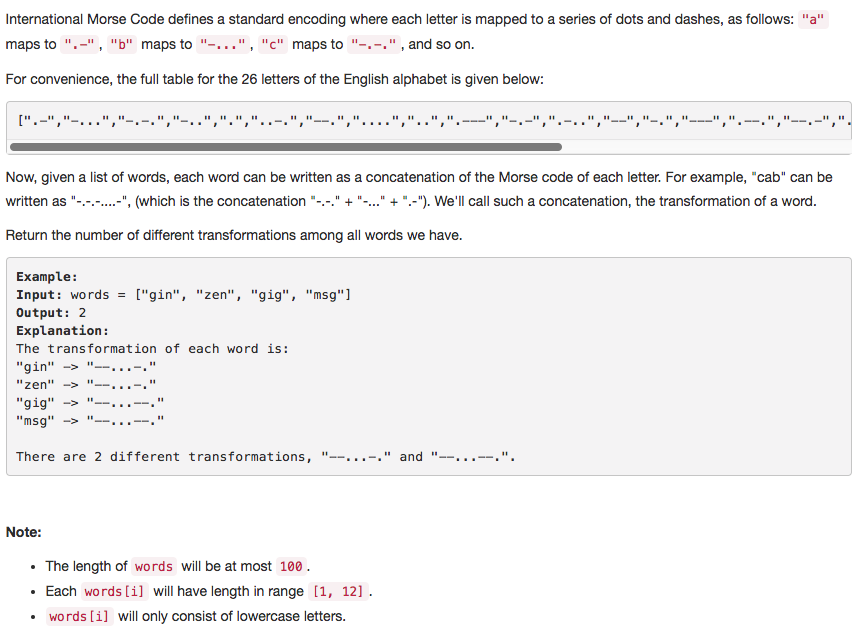 International Morse Code defines a standard encoding where each letter is mapped to a series of dots and dashes, as follows: "a"
maps to ".-", "b" maps to "-...", "c" maps to "-.-.", and so on.
For convenience, the full table for the 26 letters of the English alphabet is given below:
[".-","-...","-.-.","-..",".","..-.","--.","....","..",".---","-.-",".-..","--","-.","---",".--.","--.-",".
Now, given a list of words, each word can be written as a concatenation of the Morse code of each letter. For example, "cab" can be
written as "-.-.-....-", (which is the concatenation "-.-." + "-..." + ".-"). We'll call such a concatenation, the transformation of a word.
Return the number of different transformations among all words we have.
Example:
Input: words = ["gin", "zen", "gig", "msg"]
Output: 2
Explanation:
The transformation of each word is:
"gin" -> "--...-."
"zen" -> "--...-."
"gig" -> "--...--."
"msg" -> "--...--."
There are 2 different transformations, "--...-." and "--...--.".
Note:
• The length of words will be at most 100.
• Each words[i] will have length in range [1, 12].
• words[i] will only consist of lowercase letters.